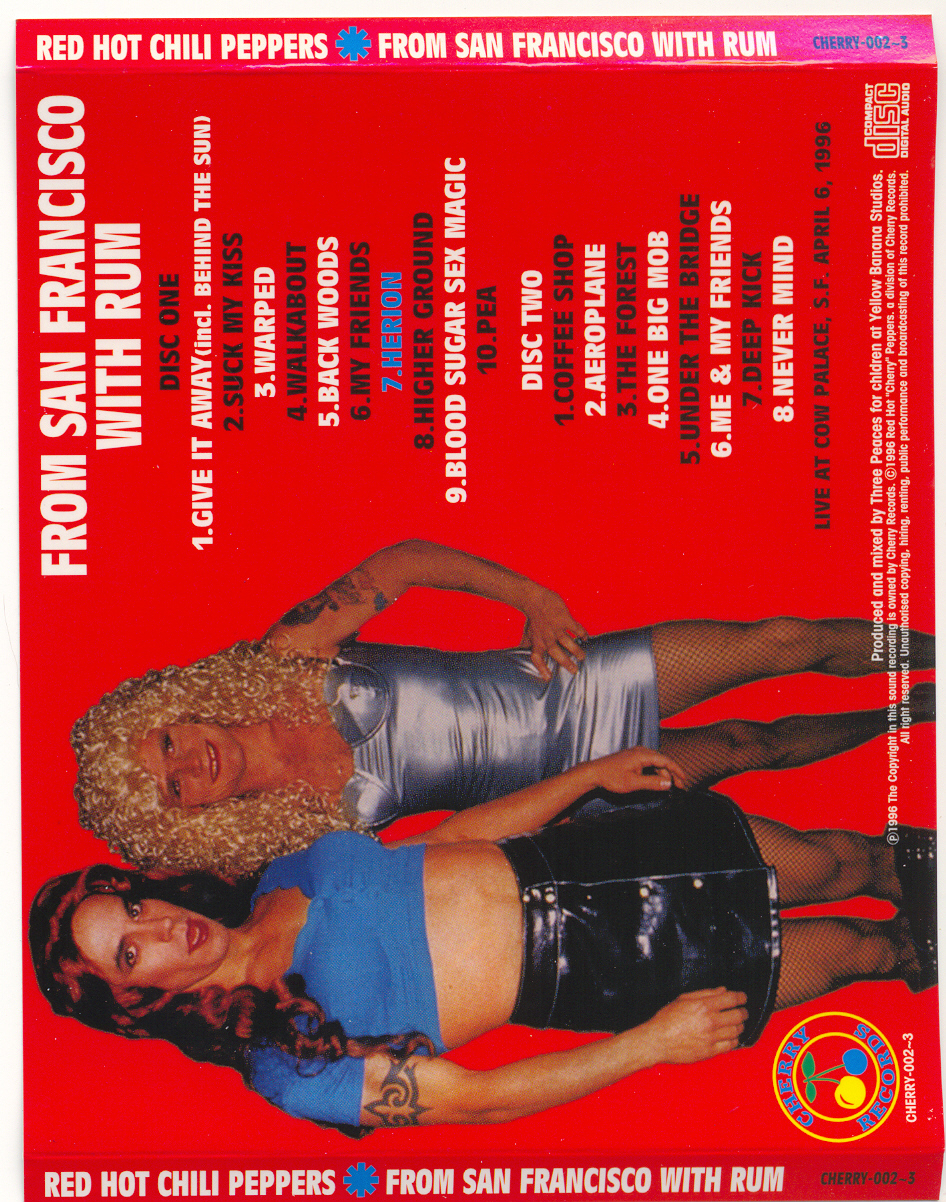 RED HOT CHILI PEPPERS * FROM SAN FRANCISCO WITH RUM CHERRY-002~3
FROM SAN FRANCISCO
WITH RUM
DISC ONE
1.GIVE IT AWAY(incl. BEHIND THE SUN)
2.SUCK MY KISS
3.WARPED
4.WALKABOUT
5.BACK WOODS
6.MY FRIENDS
7.HERION
8.HIGHER GROUND
9.BLOOD SUGAR SEX MAGIC
10.PEA
DISC TWO
1.COFFEE SHOP
2.AEROPLANE
3.THE FOREST
4.ONE BIG MOB
5.UNDER THE BRIDGE
6.ME & MY FRIENDS
7.DEEP KICK
8.NEVER MIND
LIVE AT COW PALACE, S.F. APRIL 6, 1996
COMPACT
disc
DIGITAL AUDIO
Produced and mixed by Three Peaces for children at Yellow Banana Studios.
Ⓟ1996 The Copyright in this sound recording is owned by Cherry Records. ©1996 Red Hot "Cherry" Peppers. a division of Cherry Records.
All right reserved. Unauthorised copying, hiring, renting, public performance and broadcasting of this record prohibited.
CHERRY
RECORDS
CHERRY-002~3
RED HOT CHILI PEPPERS * FROM SAN FRANCISCO WITH RUM CHERRY-002~3